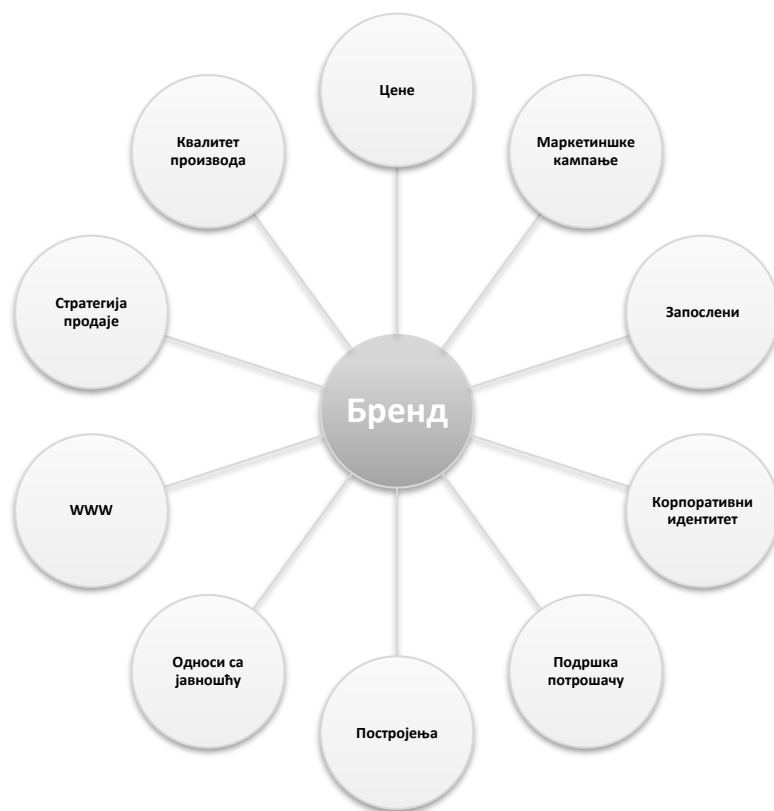 Цене
Квалитет
производа
Маркетиншке
кампање
Стратегија
продаје
Запослени
Бренд
WWW
Корпоративни
идентитет
Односи са
јавношћу
Подршка
потрошачу
Постројења